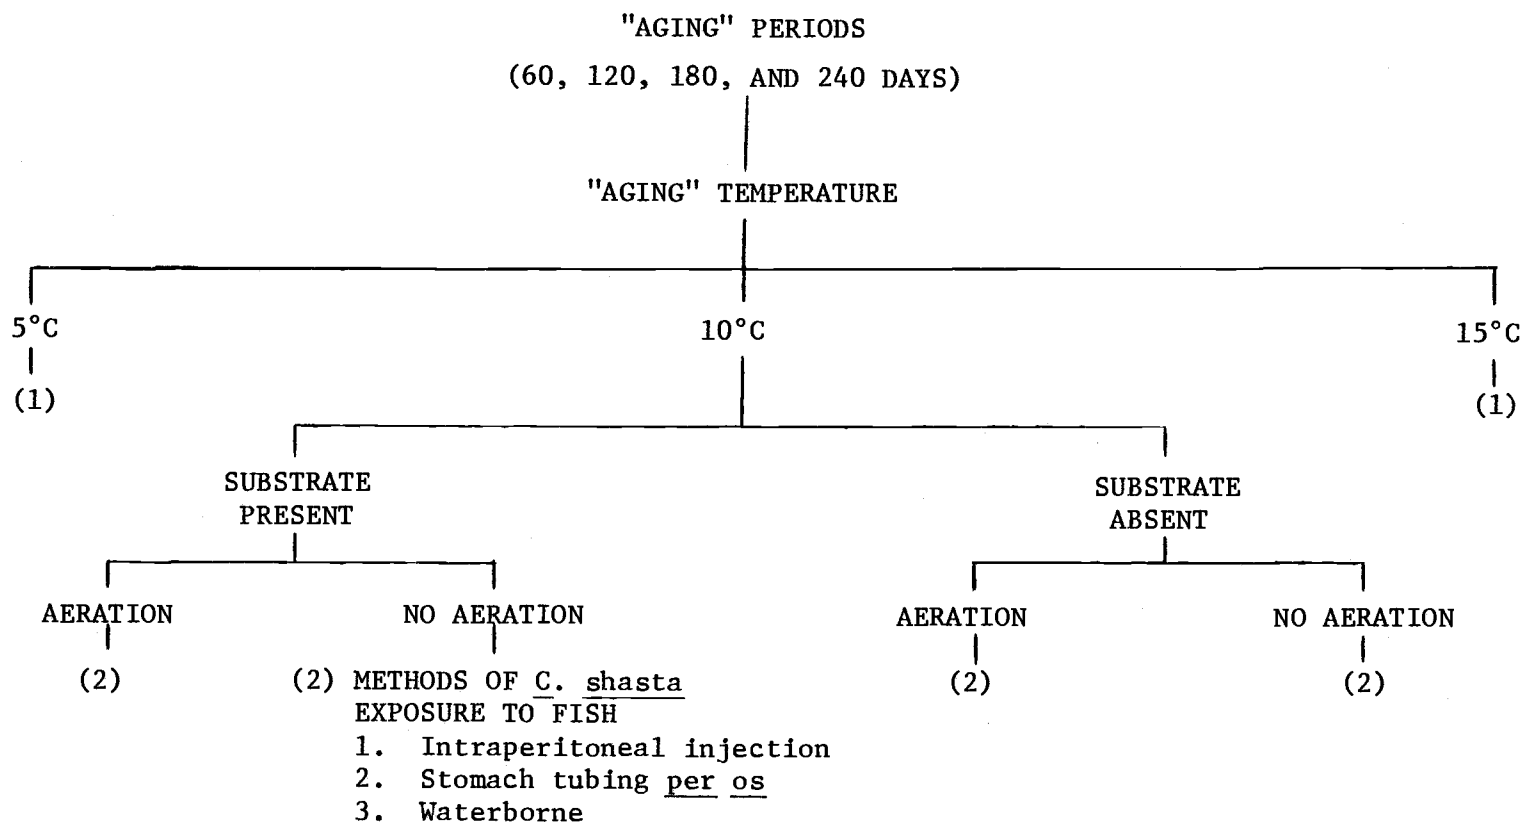 "AGING" PERIODS
(60, 120, 180, AND 240 DAYS)
"AGING" TEMPERATURE
5°C
10°C
15°C
(1)
(1)
SUBSTRATE
PRESENT
SUBSTRATE
ABSENT
AERATION
NO AERATION
AERATION
NO AERATION
(2)
(2) METHODS OF C. shasta
EXPOSURE TO FISH
1. Intraperitoneal injection
2. Stomach tubing per os
3. Waterborne
(2)
(2)